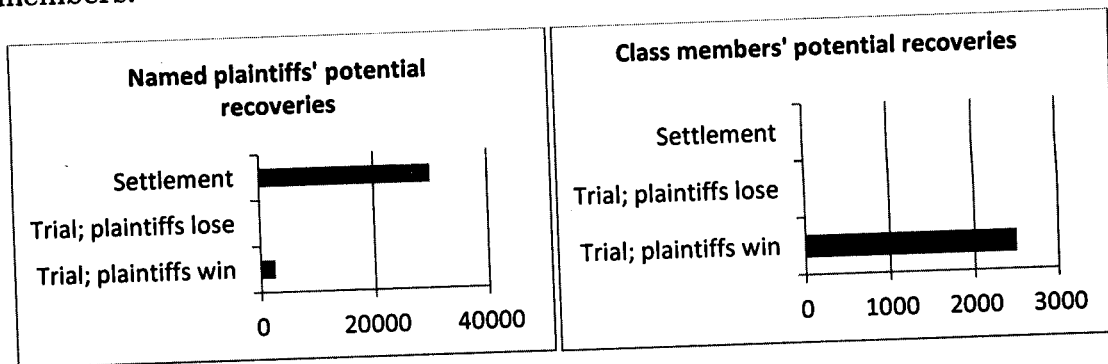 members.
Named plaintiffs' potential
recoveries
Settlement
Trial; plaintiffs lose
Trial; plaintiffs win
0 20000 40000
Class members' potential recoveries
Settlement
Trial; plaintiffs lose
Trial; plaintiffs win
0 1000 2000 3000